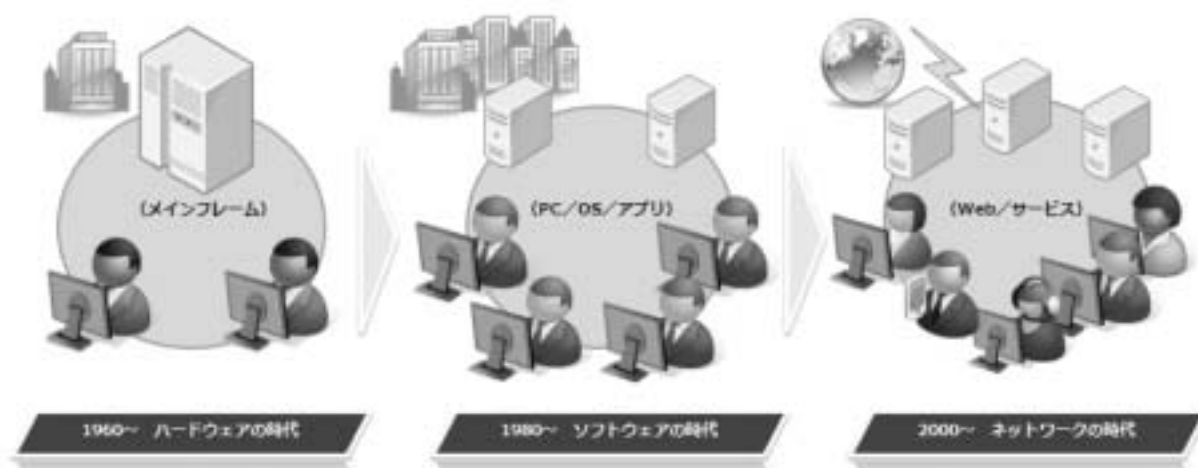 (メインフレーム)
(PC/OS/アプリ)
(Web/サービス)
1960〜 ハードウェアの時代
1980〜 ソフトウェアの時代
2000〜 ネットワークの時代